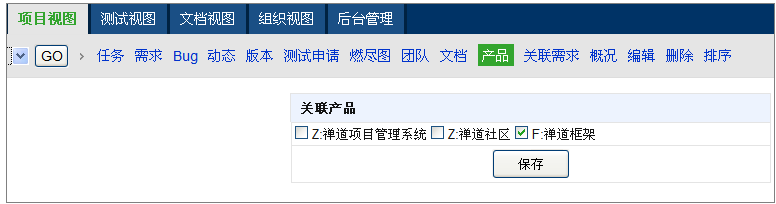 项目视图 测试视图 文档视图 组织视图 后台管理
GO › 任务 需求 Bug 动态 版本 测试申请 燃尽图 团队 文档 产品 关联需求 概况 编辑 删除 排序
关联产品
Z:禅道项目管理系统 Z:禅道社区 F:禅道框架
保存